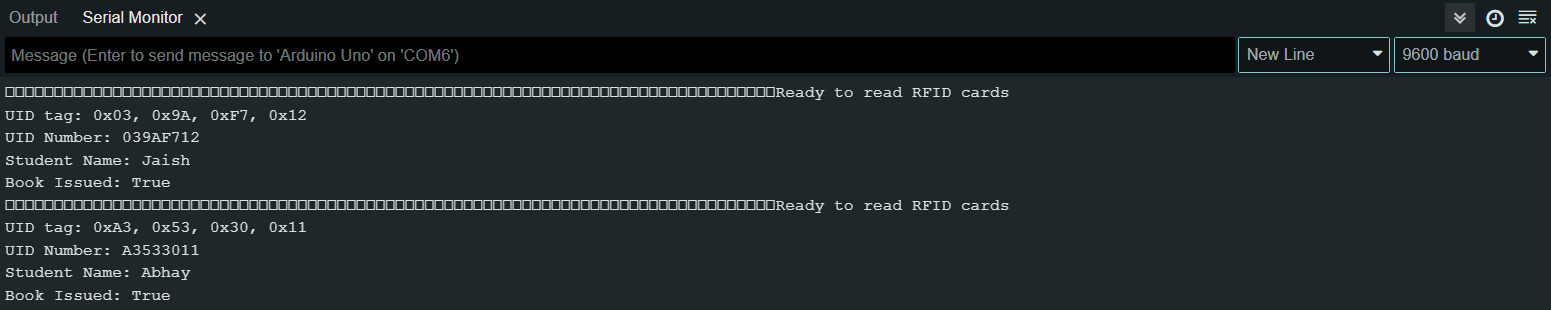 Output Serial Monitor
Message (Enter to send message to 'Arduino Uno' on 'COM6') New Line 9600 baud
Ready to read RFID cards
UID tag: 0x03, 0x9A, 0xF7, 0x12
UID Number: 039AF712
Student Name: Jaish
Book Issued: True
Ready to read RFID cards
UID tag: 0xA3, 0x53, 0x30, 0x11
UID Number: A3533011
Student Name: Abhay
Book Issued: True